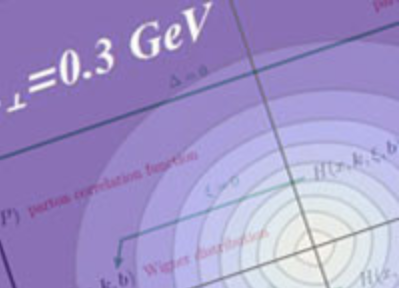 ⊥=0.3 GeV
Δ = 0
P) parton correlation function
H(x, k, ξ, b
ξ=0
k, b) Wigner distribution
H(x,